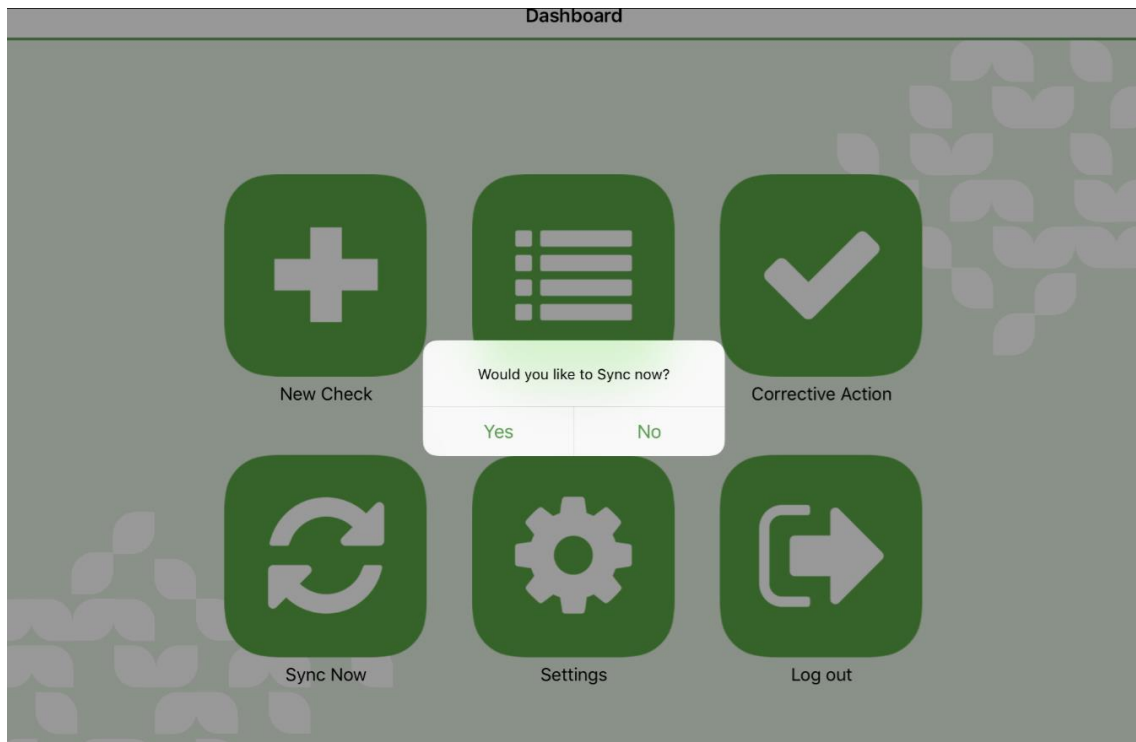 Dashboard
New Check
Corrective Action
Would you like to Sync now?
Yes
No
Sync Now
Settings
Log out